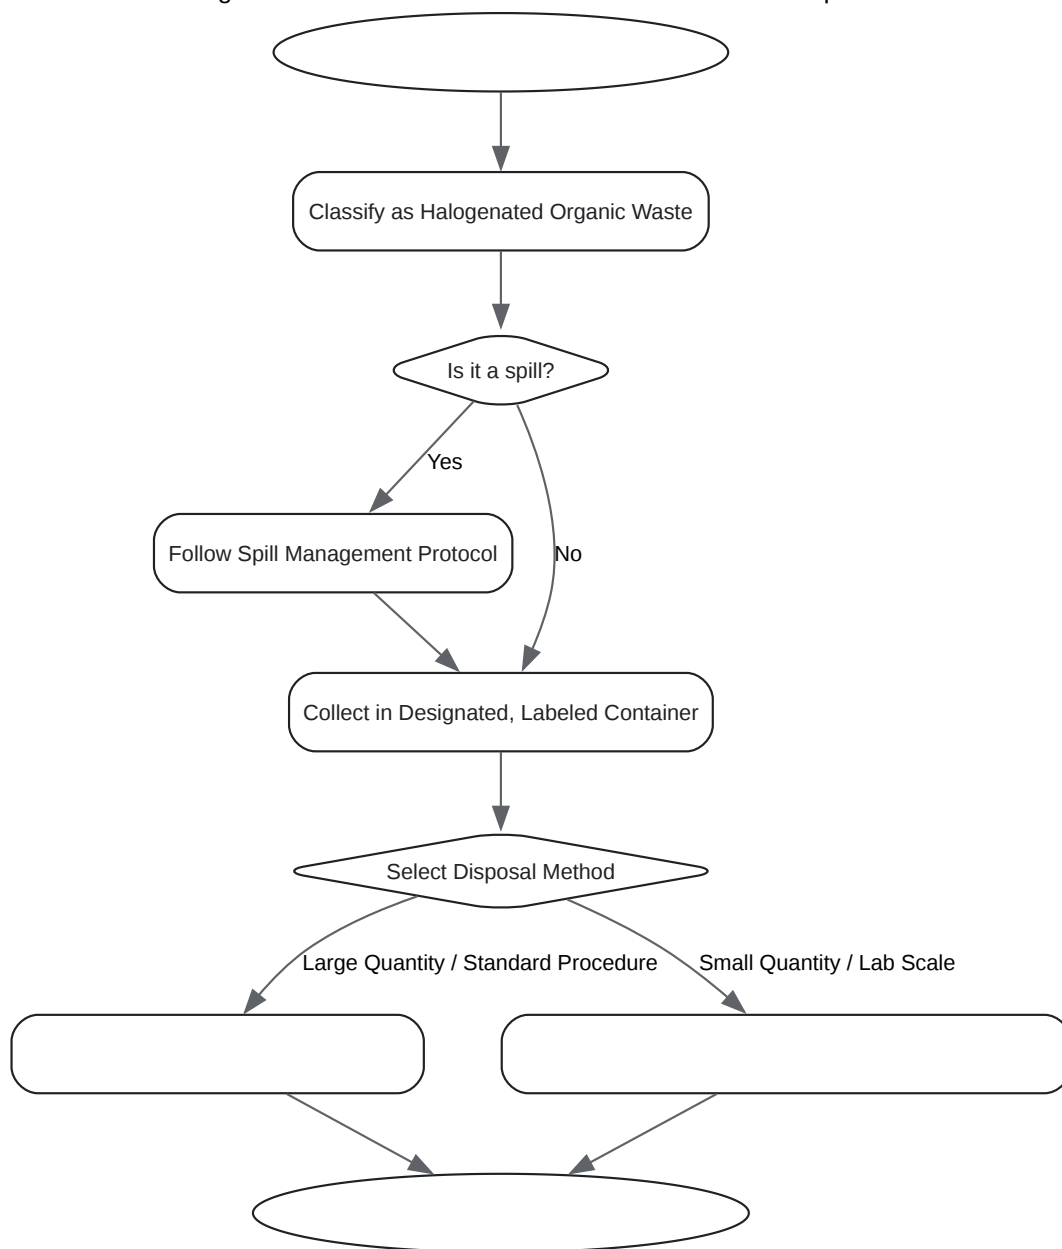 Classify as Halogenated Organic Waste
Is it a spill?
Yes
Follow Spill Management Protocol
No
Collect in Designated, Labeled Container
Select Disposal Method
Large Quantity / Standard Procedure
Small Quantity / Lab Scale